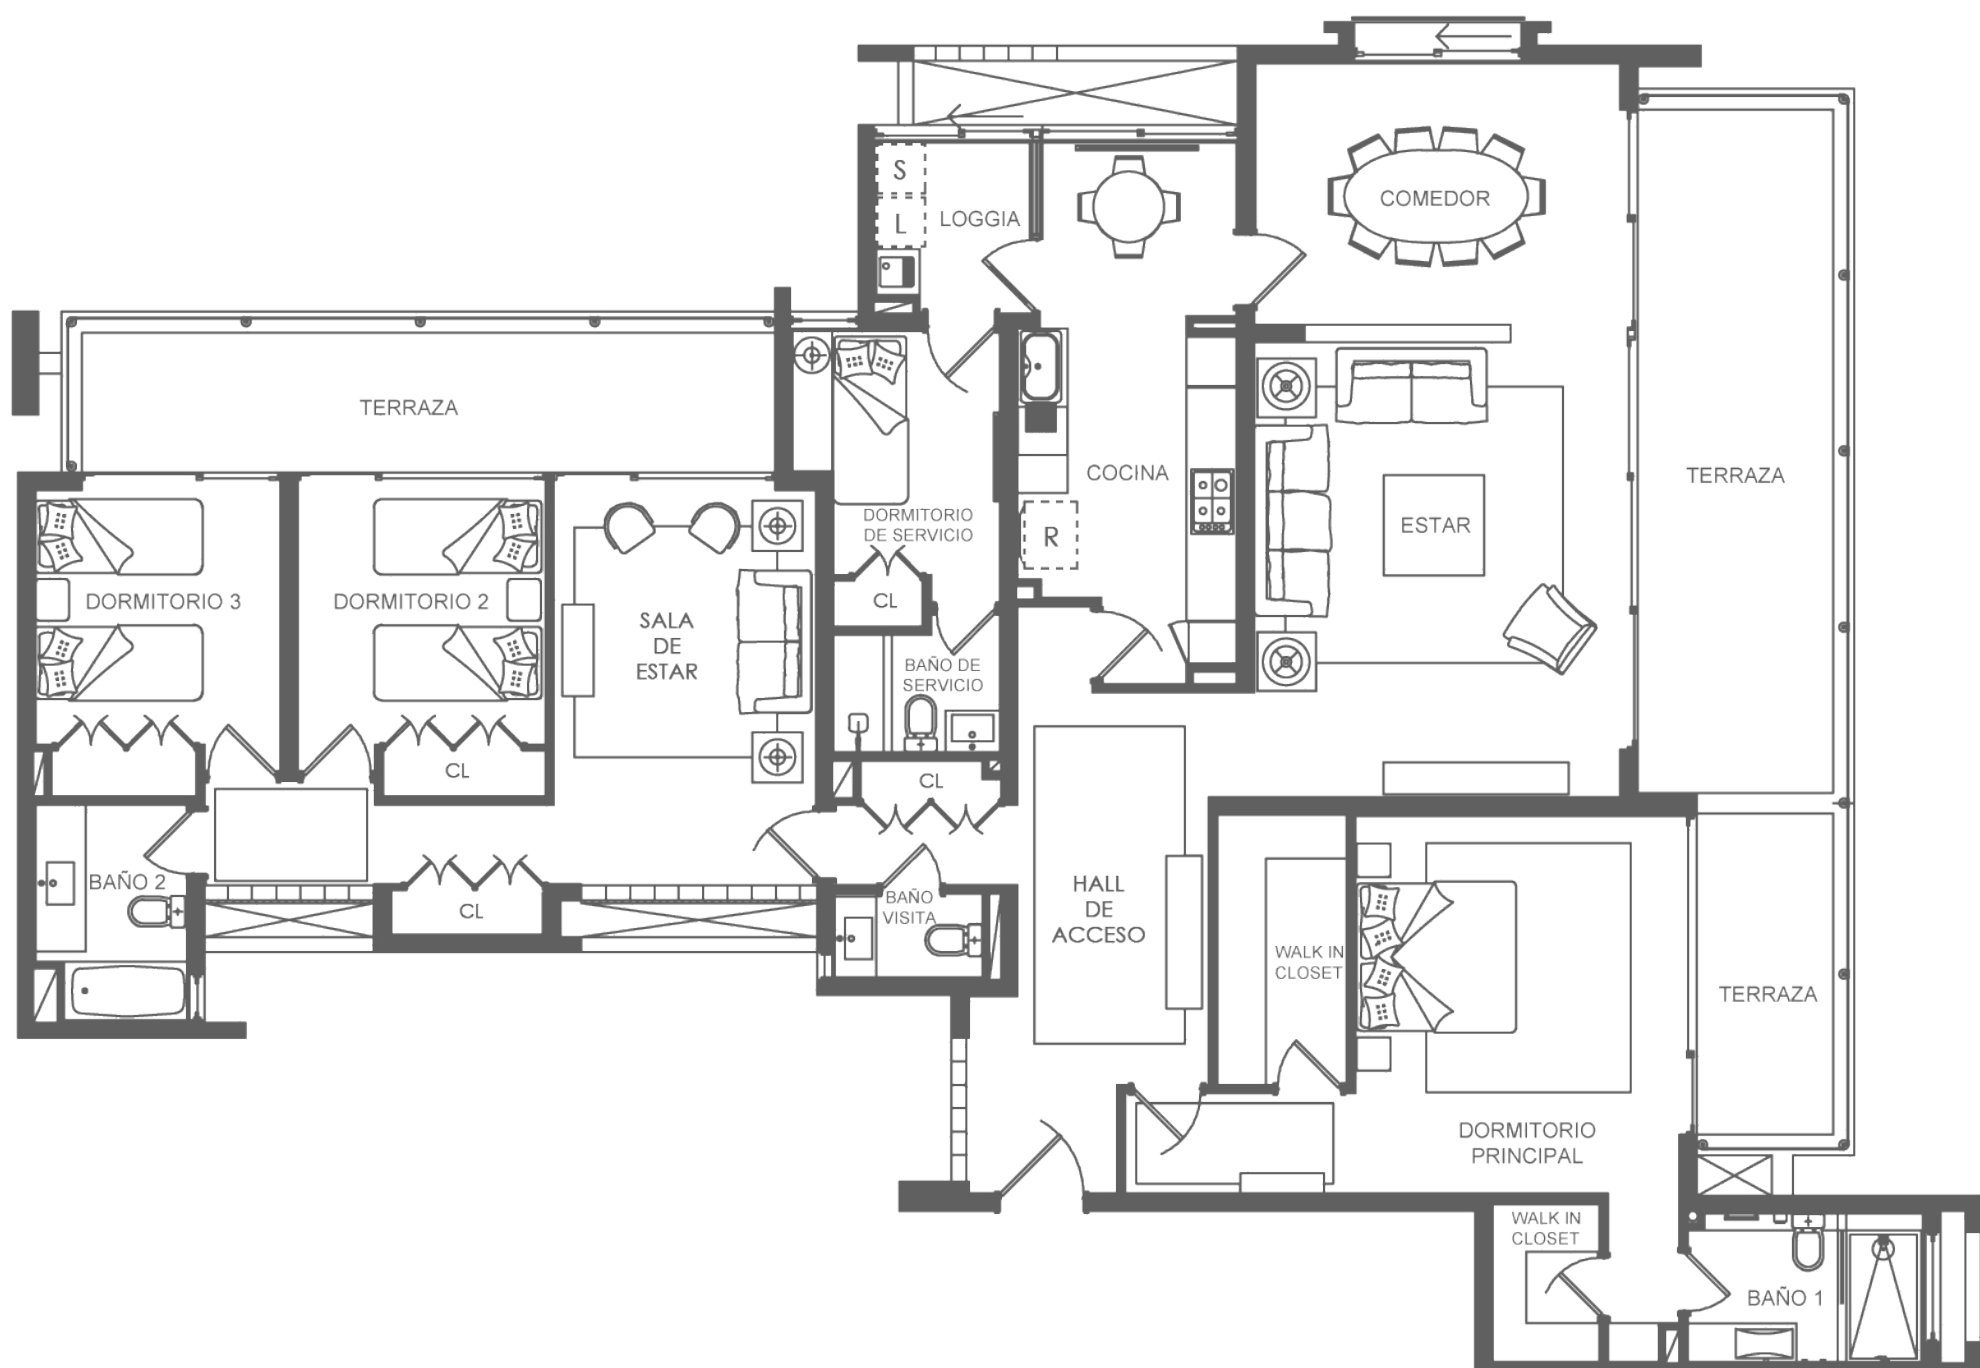 S
L
LOGGIA
COMEDOR
TERRAZA
COCINA
TERRAZA
ESTAR
R
DORMITORIO
DE SERVICIO
DORMITORIO 3
DORMITORIO 2
CL
SALA
DE
ESTAR
BAÑO DE
SERVICIO
CL
CL
BAÑO 2
CL
BAÑO
VISITA
HALL
DE
ACCESO
WALK IN
CLOSET
TERRAZA
DORMITORIO
PRINCIPAL
WALK IN
CLOSET
BAÑO 1